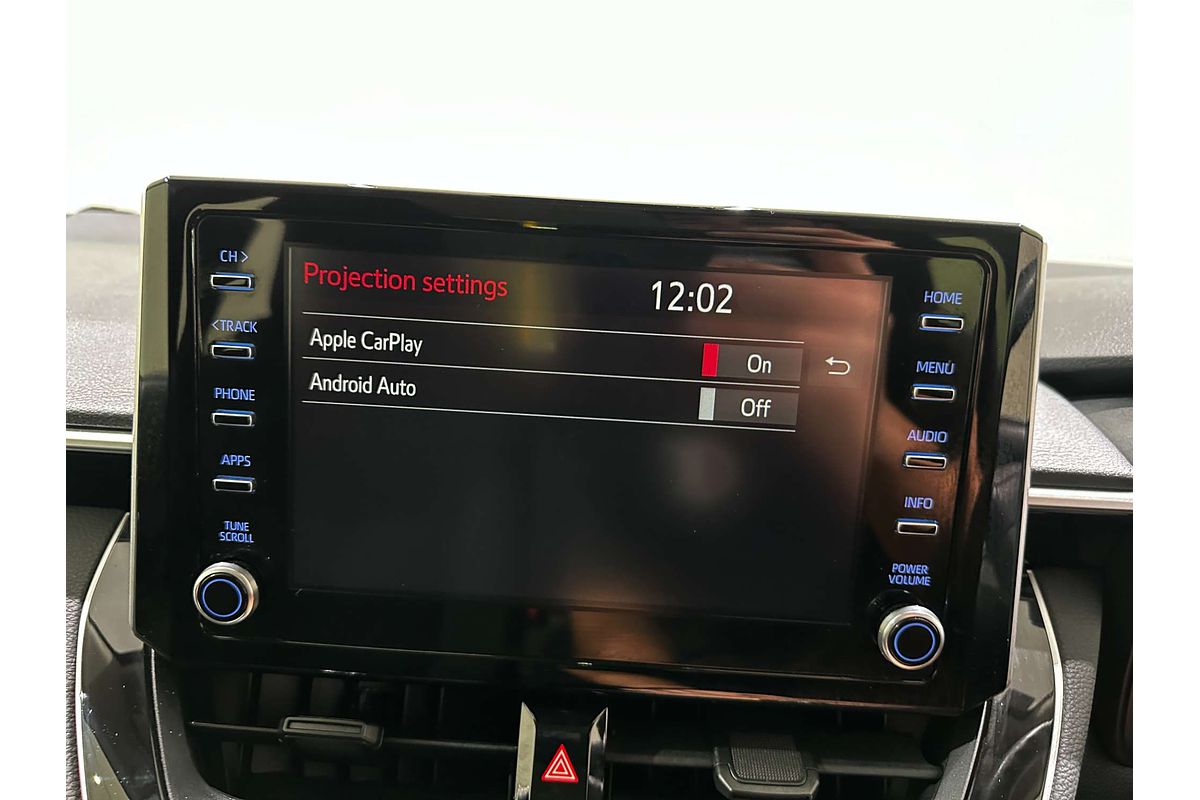 CH >
< TRACK
PHONE
APPS
TUNE
SCROLL
Projection settings
12:02
Apple CarPlay
On
Android Auto
Off
HOME
MENU
AUDIO
INFO
POWER
VOLUME